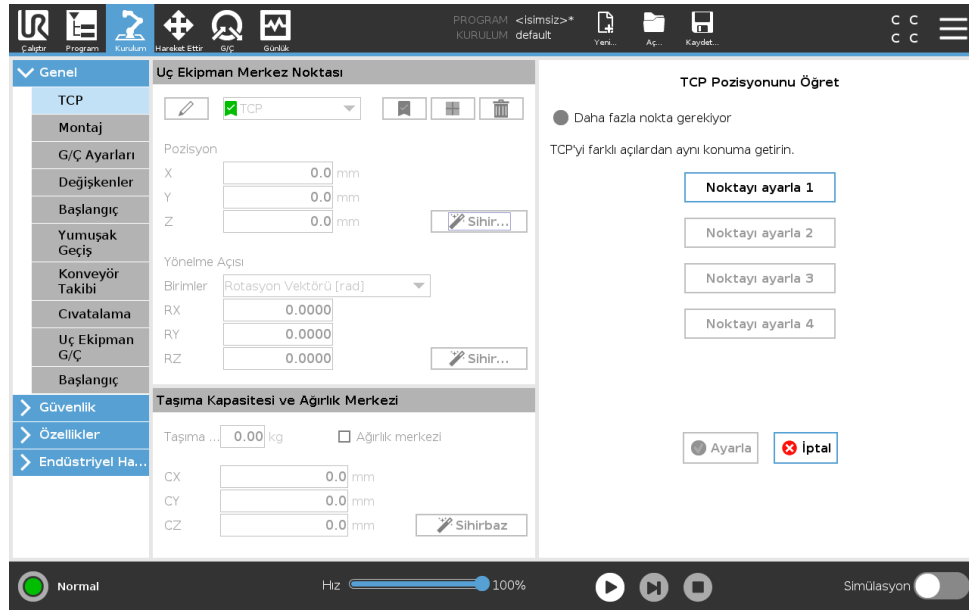 PROGRAM <isimsiz>*
KURULUM default
UR
Çalıştır
Program
Kurulum
Hareket Ettir
G/Ç
Günlük
Yeni...
Aç...
Kaydet...
C C
C C
Genel
TCP
Montaj
G/Ç Ayarları
Değişkenler
Başlangıç
Yumuşak
Geçiş
Konveyör
Takibi
Cıvatalama
Uç Ekipman
G/Ç
Başlangıç
Güvenlik
Özellikler
Endüstriyel Ha...
Uç Ekipman Merkez Noktası
TCP
Pozisyon
X 0.0 mm
Y 0.0 mm
Z 0.0 mm
Sihir...
Yönelme Açısı
Birimler Rotasyon Vektörü [rad]
RX 0.0000
RY 0.0000
RZ 0.0000
Sihir...
Taşıma Kapasitesi ve Ağırlık Merkezi
Taşıma ... 0.00 kg
Ağırlık merkezi
CX 0.0 mm
CY 0.0 mm
CZ 0.0 mm
Sihirbaz
TCP Pozisyonunu Öğret
Daha fazla nokta gerekiyor
TCP'yi farklı açılardan aynı konuma getirin.
Noktayı ayarla 1
Noktayı ayarla 2
Noktayı ayarla 3
Noktayı ayarla 4
Ayarla
İptal
Normal
Hız
100%
Simülasyon